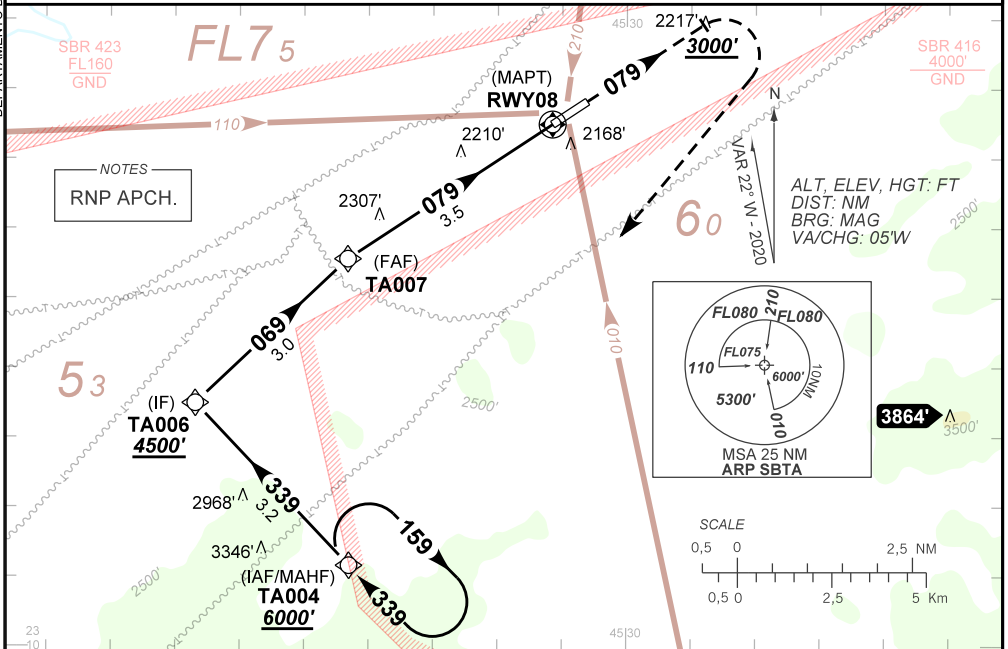 SBR 423
FL160
GND
FL75
210
45|30
2217'
3000'
SBR 416
4000'
GND
(MAPT)
RWY08
079
N
110
2210'
2168'
NOTES
RNP APCH.
VAR 22° W - 2020
ALT, ELEV, HGT: FT
DIST: NM
BRG: MAG
VA/CHG: 05'W
2307'
079
3.5
60
2500'
(FAF)
TA007
069
3.0
010
FL080
210
FL080
FL075
110
6000'
10NM
5300'
010
MSA 25 NM
ARP SBTA
53
(IF)
TA006
4500'
2500'
3864'
3500'
339
3.2
2968'
3346'
159
(IAF/MAHF)
TA004
6000'
339
2500'
SCALE
0,5 0 2,5 NM
0,5 0 2,5 5 Km
23
10
45|30